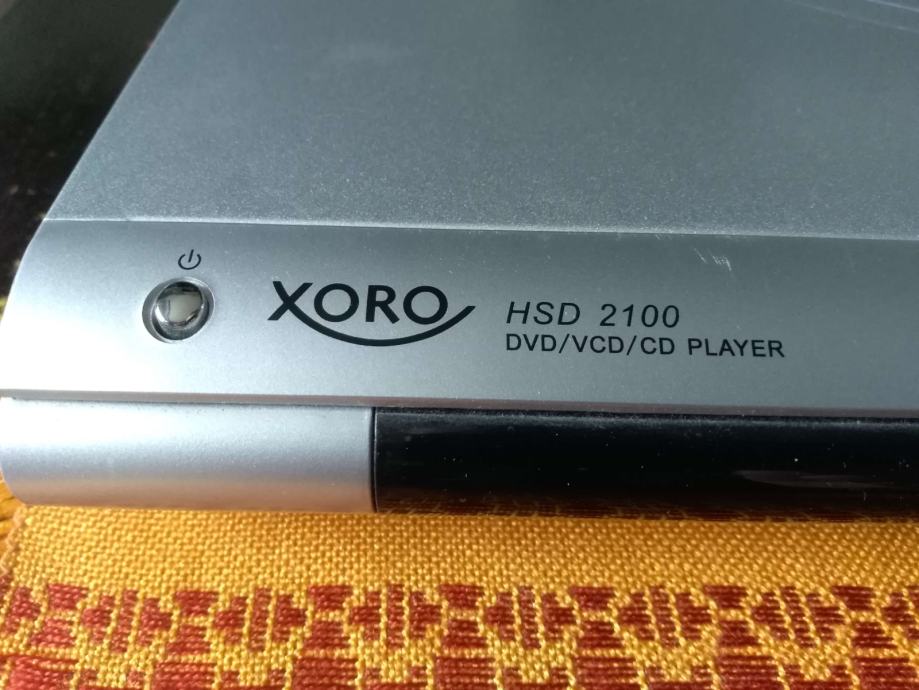 XORO
HSD 2100
DVD/VCD/CD PLAYER